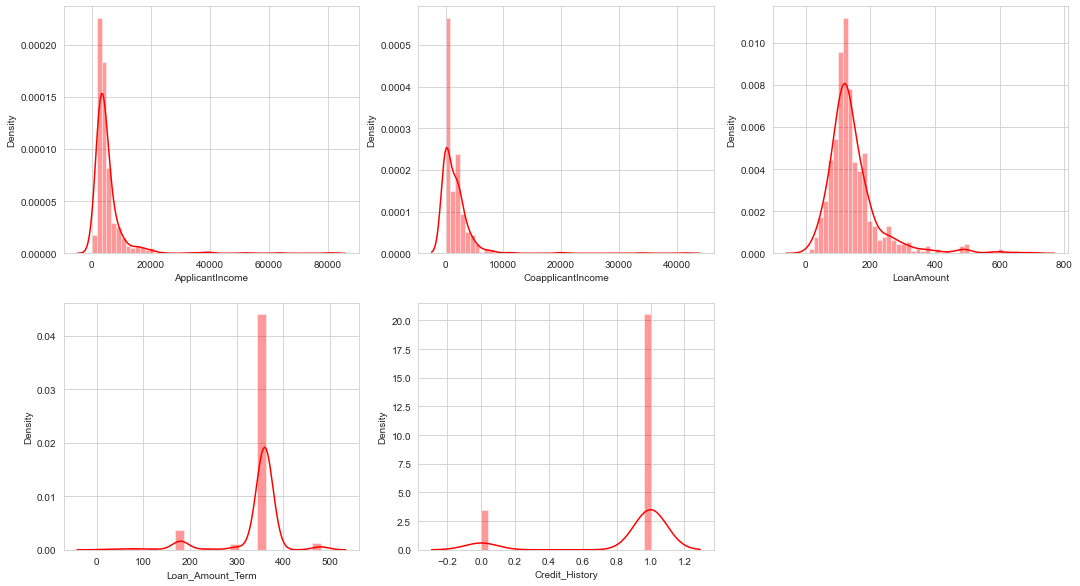 0.00020
0.00015
0.00010
0.00005
0.00000
Density
0 20000 40000 60000 80000
ApplicantIncome
0.0005
0.0004
0.0003
0.0002
0.0001
0.0000
Density
0 10000 20000 30000 40000
CoapplicantIncome
0.010
0.008
0.006
0.004
0.002
0.000
Density
0 200 400 600 800
LoanAmount
0.04
0.03
0.02
0.01
0.00
Density
0 100 200 300 400 500
Loan_Amount_Term
20.0
17.5
15.0
12.5
10.0
7.5
5.0
2.5
0.0
Density
−0.2 0.0 0.2 0.4 0.6 0.8 1.0 1.2
Credit_History